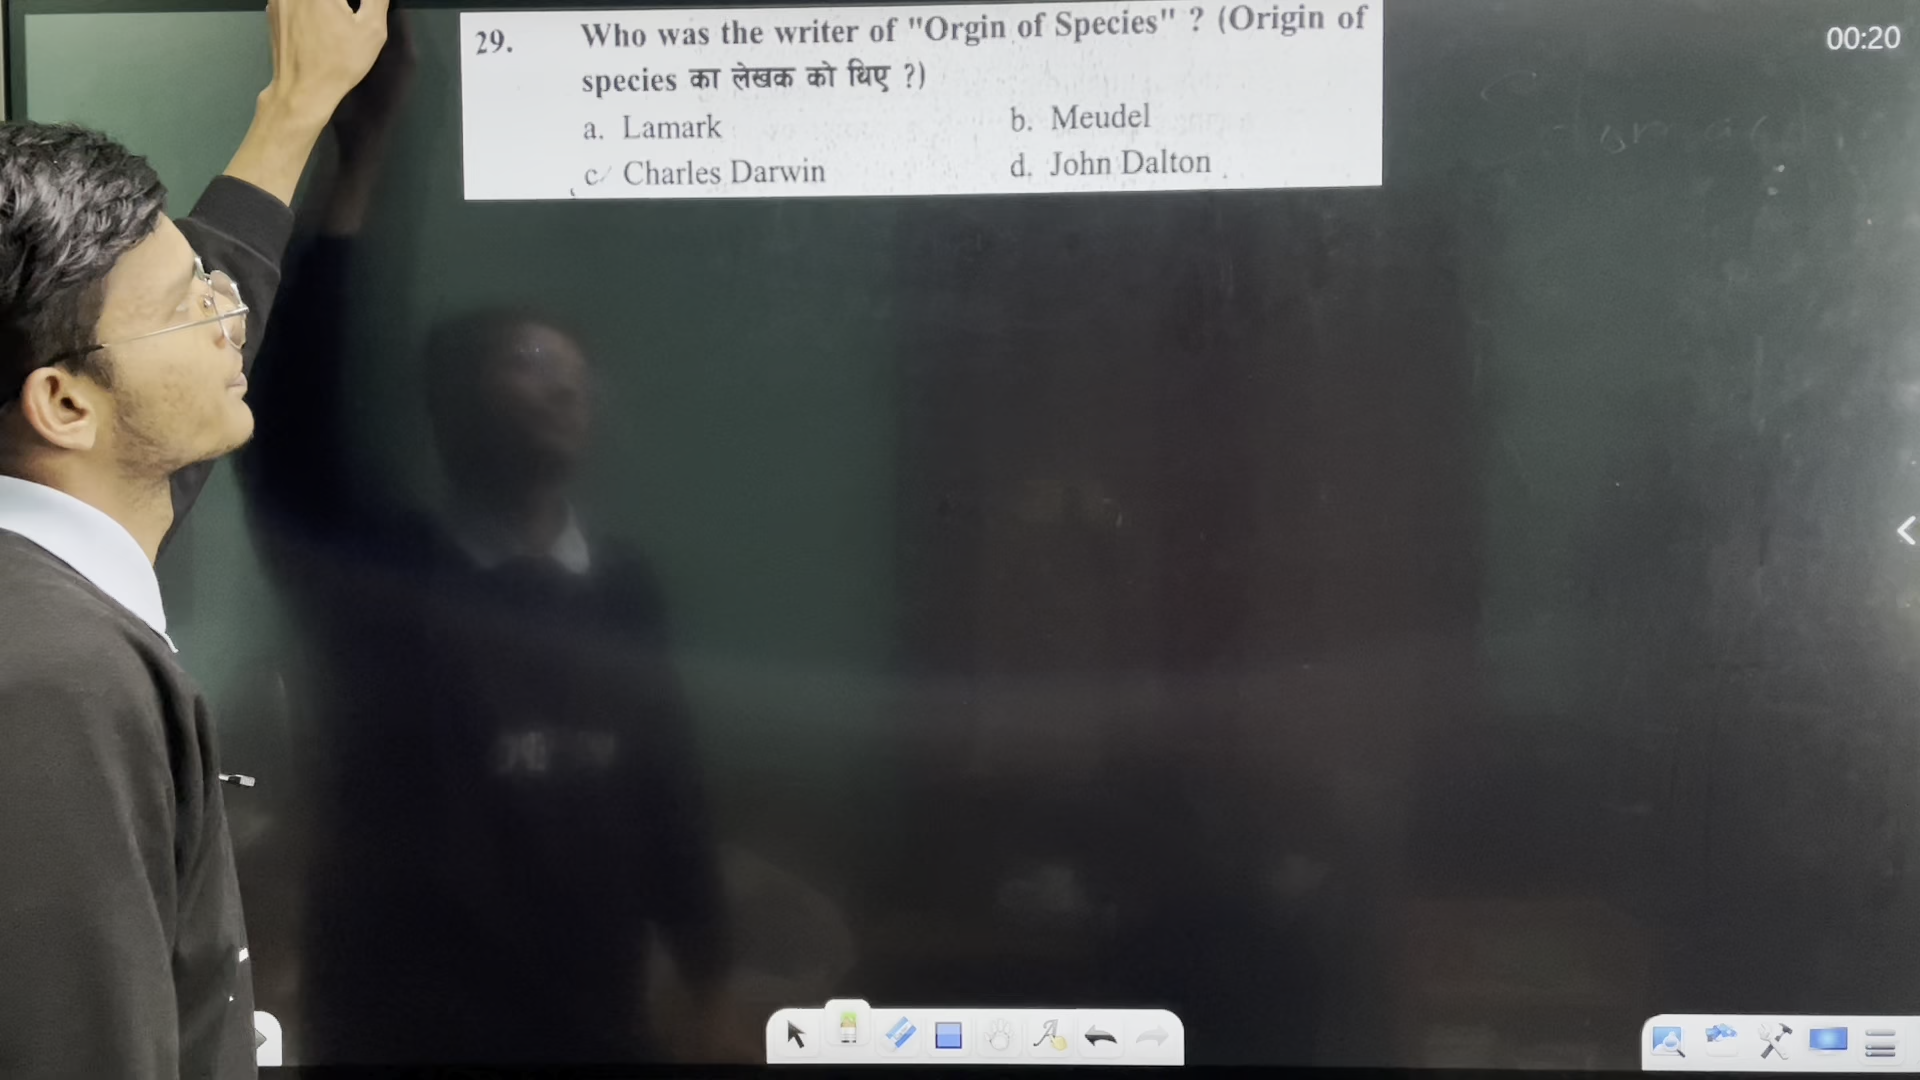 00:20
29. Who was the writer of "Orgin of Species" ? (Origin of
species का लेखक को थिए ?)
a. Lamark b. Meudel
c. Charles Darwin d. John Dalton